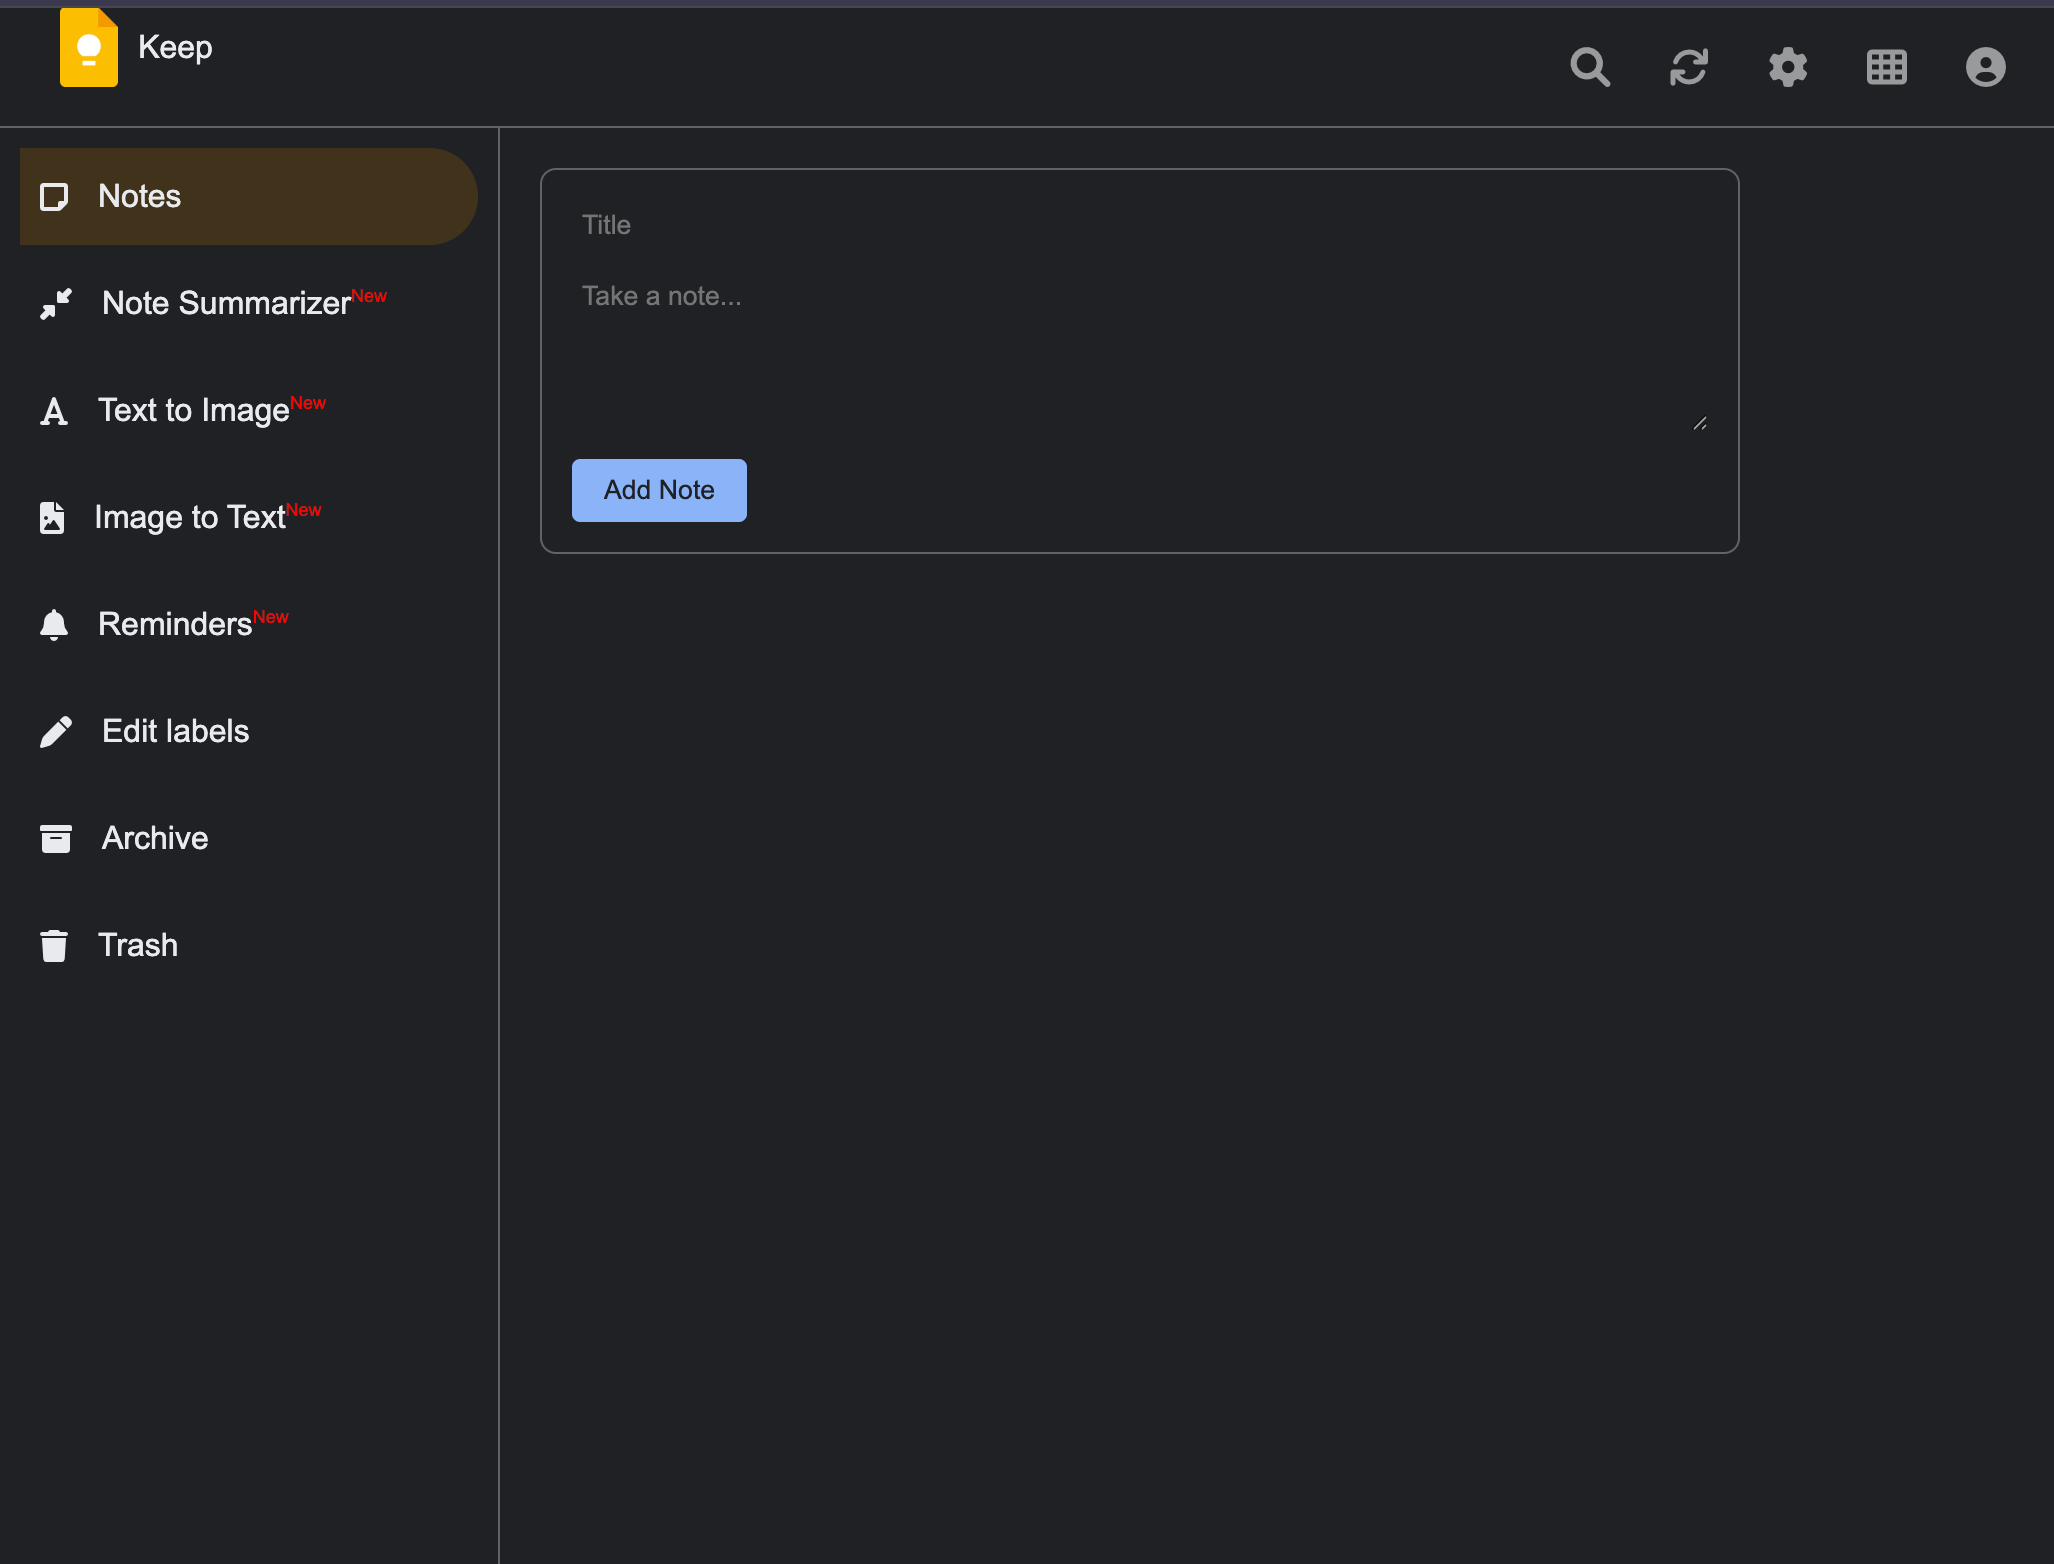 Keep
Notes
Note Summarizer New
Text to Image New
Image to Text New
Reminders New
Edit labels
Archive
Trash
Title
Take a note...
Add Note